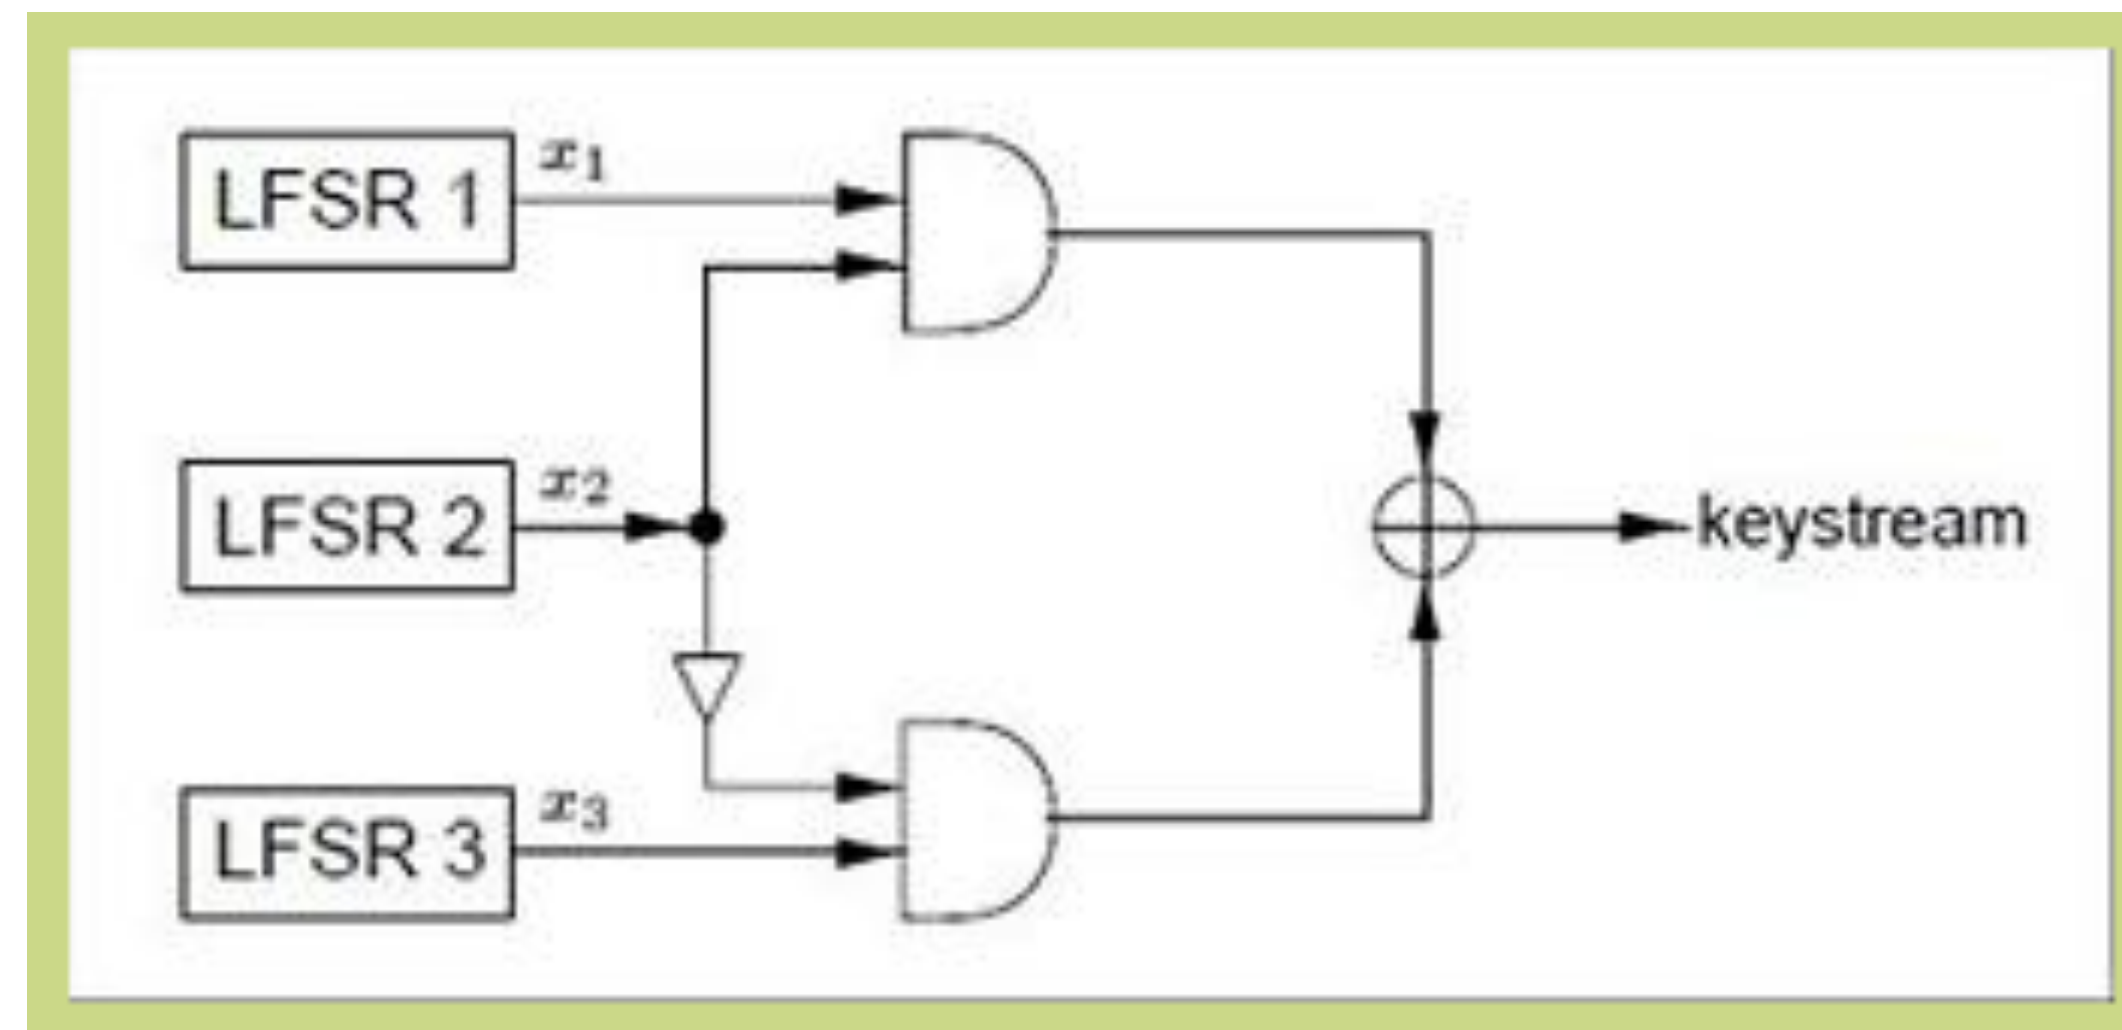 LFSR 1
x1
LFSR 2
x2
keystream
LFSR 3
x3